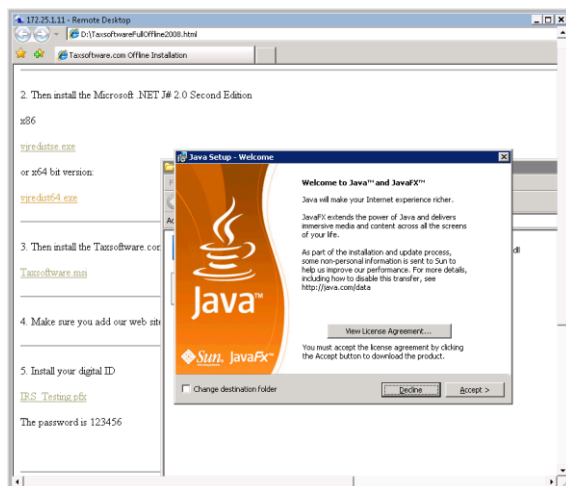 172.25.1.11 - Remote Desktop
D:\TaxsoftwareFullOffline2008.html
Taxsoftware.com Offline Installation
2. Then install the Microsoft .NET J# 2.0 Second Edition
x86
vjredistse.exe
or x64 bit version:
vjredist64.exe
3. Then install the Taxsoftware.com
Taxsoftware.msi
4. Make sure you add our web site
5. Install your digital ID
IRS_Testing.pfx
The password is 123456
Java Setup - Welcome
Welcome to Java™ and JavaFX™
Java will make your Internet experience richer.
JavaFX extends the power of Java and delivers
immersive media and content across all the screens
of your life.
As part of the installation and update process,
some non-personal information is sent to Sun to
help us improve our performance. For more details,
including how to disable this transfer, see
http://java.com/data
View License Agreement...
You must accept the license agreement by clicking
the Accept button to download the product.
Java™
Sun. JavaFX™
Change destination folder
Decline
Accept >
dl